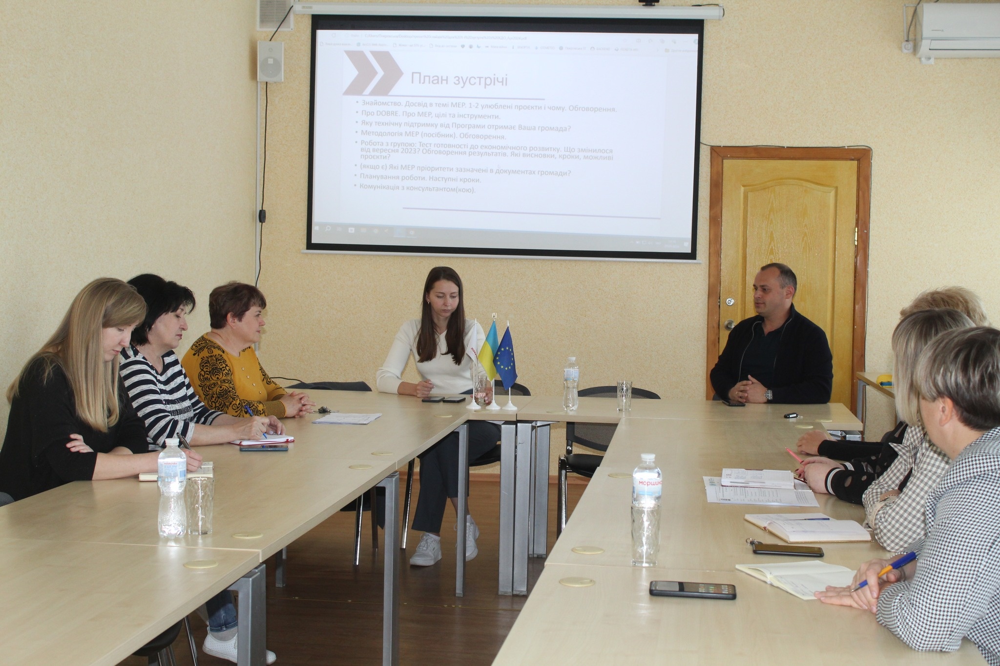 План зустрічі
• Знайомство. Досвід в темі МЕР. 1-2 улюблені проєкти і чому. Обговорення.
• Про DOBRE. Про МЕР, цілі та інструменти.
• Яку технічну підтримку від Програми отримає Ваша громада?
• Методологія МЕР (посібник). Обговорення.
• Робота з групою: Тест готовності до економічного розвитку. Що змінилося
від вересня 2023? Обговорення результатів. Які висновки, кроки, можливі
проєкти?
• (якщо є) Які МЕР пріоритети зазначені в документах громади?
• Планування роботи. Наступні кроки.
• Комунікація з консультантом(кою).
моршинс